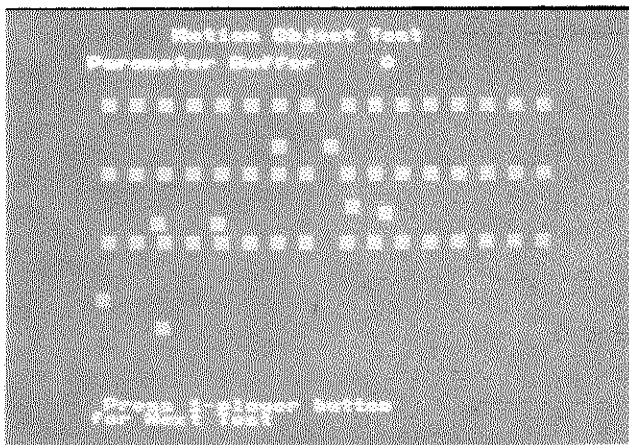 Motion Object Test
Parameter Buffer 0
Press 1-player button
for next test